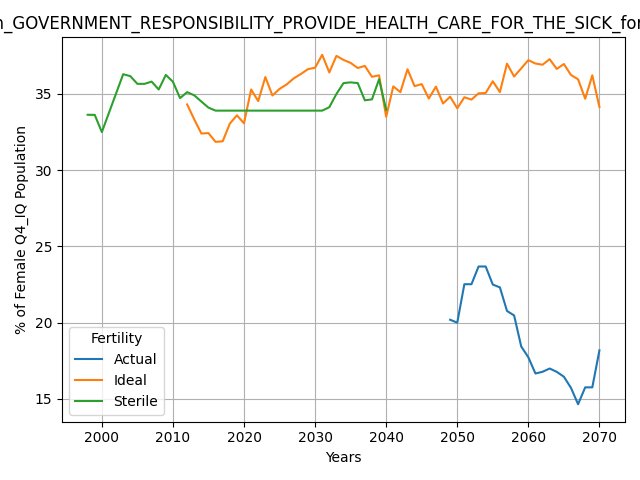 GOVERNMENT_RESPONSIBILITY_PROVIDE_HEALTH_CARE_FOR_THE_SICK_for
% of Female Q4_IQ Population
35
30
25
20
15
Fertility
Actual
Ideal
Sterile
2000 2010 2020 2030 2040 2050 2060 2070
Years